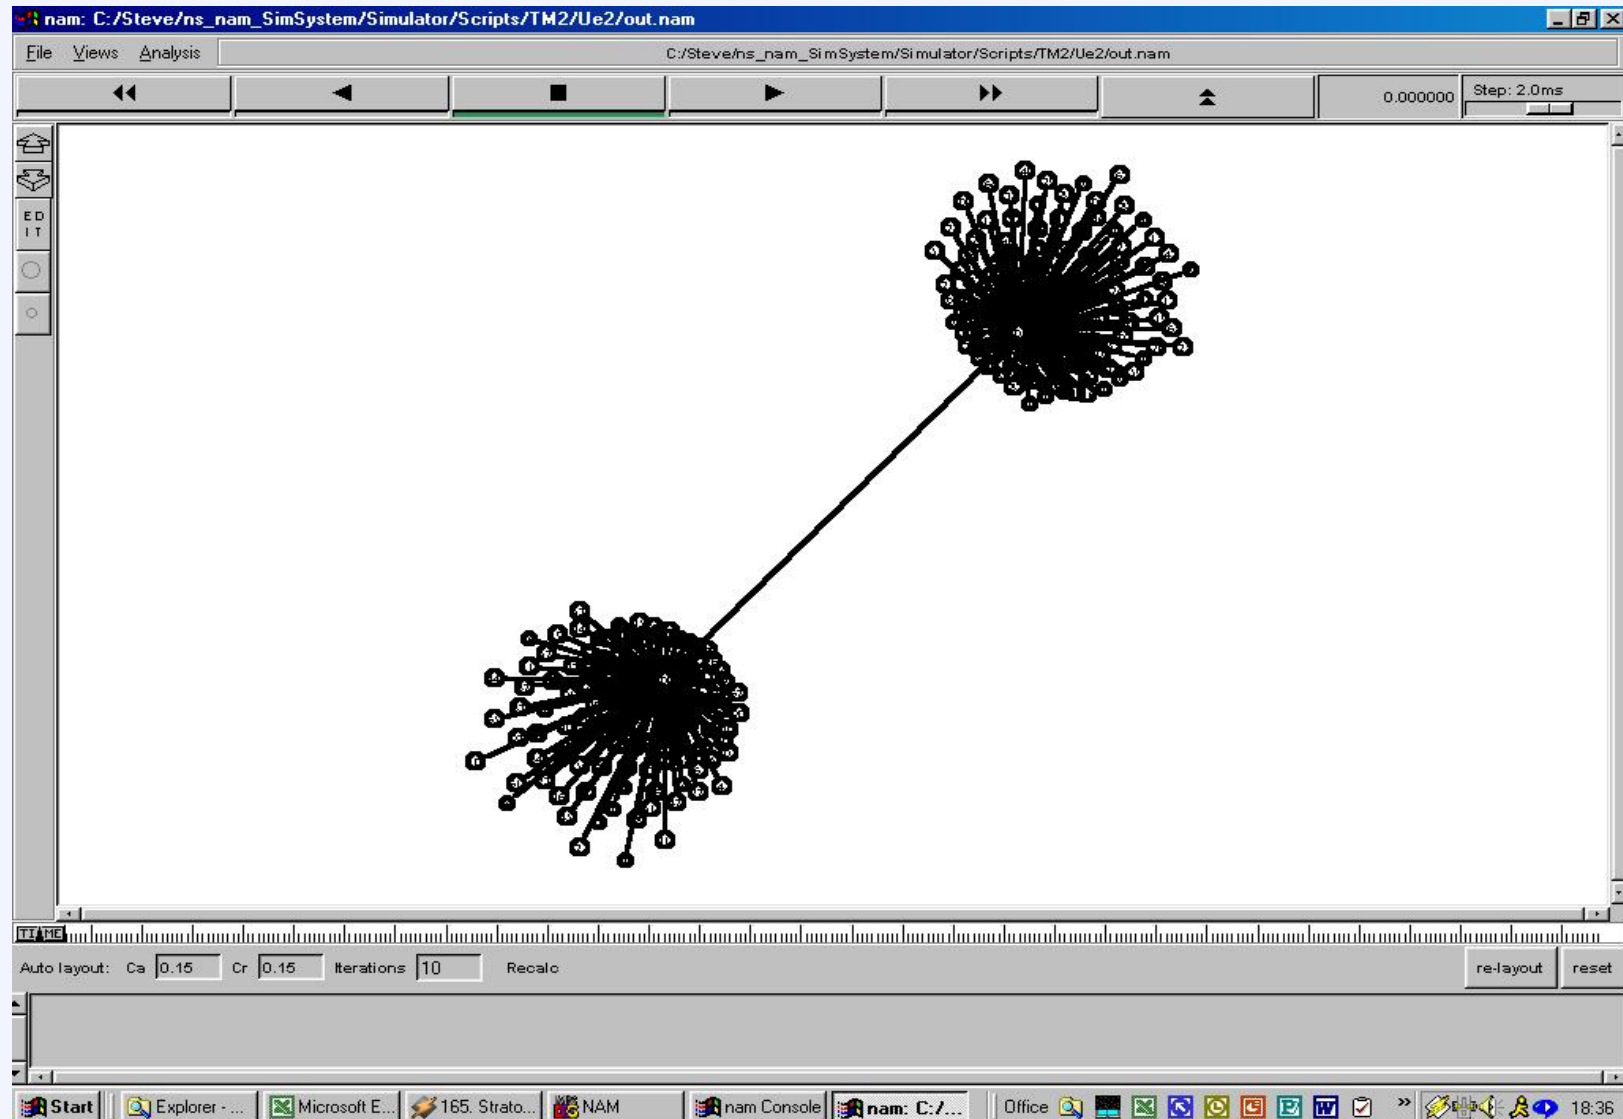 nam: C:/Steve/ns_nam_SimSystem/Simulator/Scripts/TM2/Ue2/out.nam
File Views Analysis C:/Steve/ns_nam_SimSystem/Simulator/Scripts/TM2/Ue2/out.nam
0.000000 Step: 2.0ms
ED
IT
TIME
Auto layout: Ca 0.15 Cr 0.15 Iterations 10 Recalc re-layout reset
Start Explorer - ... Microsoft E... 165. Strato... NAM nam Console nam: C:/... Office » 18:36